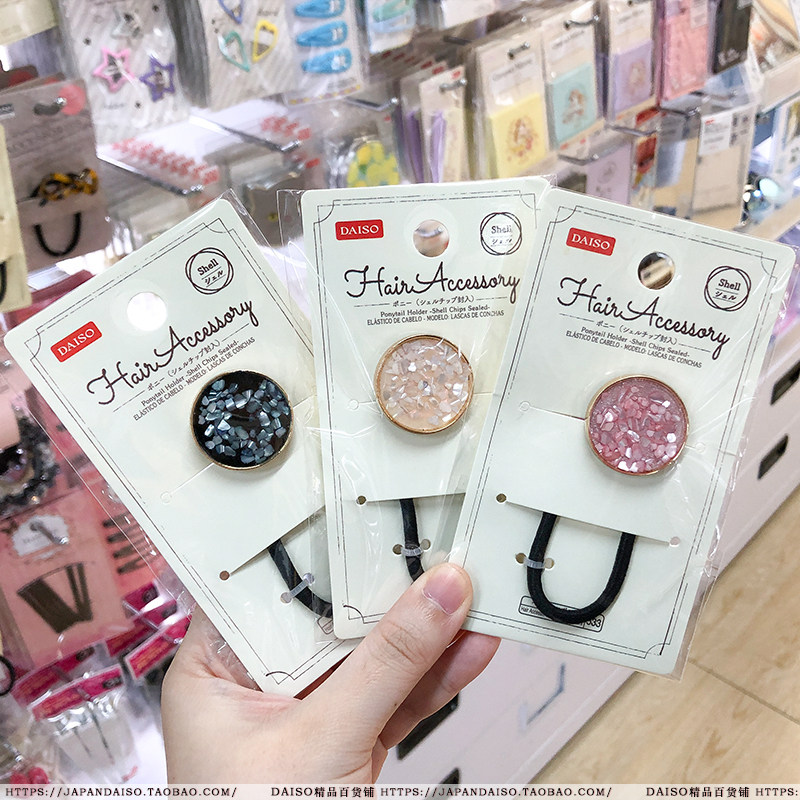 DAISO
Shell
シェル
Hair Accessory
ポニー（シェルチップ封入）
Ponytail Holder -Shell Chips Sealed-
ELÁSTICO DE CABELO - MODELO: LASCAS DE CONCHAS
DAISO
Shell
シェル
Hair Accessory
ポニー（シェルチップ封入）
Ponytail Holder -Shell Chips Sealed-
ELÁSTICO DE CABELO - MODELO: LASCAS DE CONCHAS
DAISO
Shell
シェル
Hair Accessory
ポニー（シェルチップ封入）
Ponytail Holder -Shell Chips Sealed-
ELÁSTICO DE CABELO - MODELO: LASCAS DE CONCHAS
HTTPS://JAPANDAISO.TAOBAO.COM/ DAISO精品百货铺 HTTPS://JAPANDAISO.TAOBAO.COM/ DAISO精品百货铺 HTTPS: